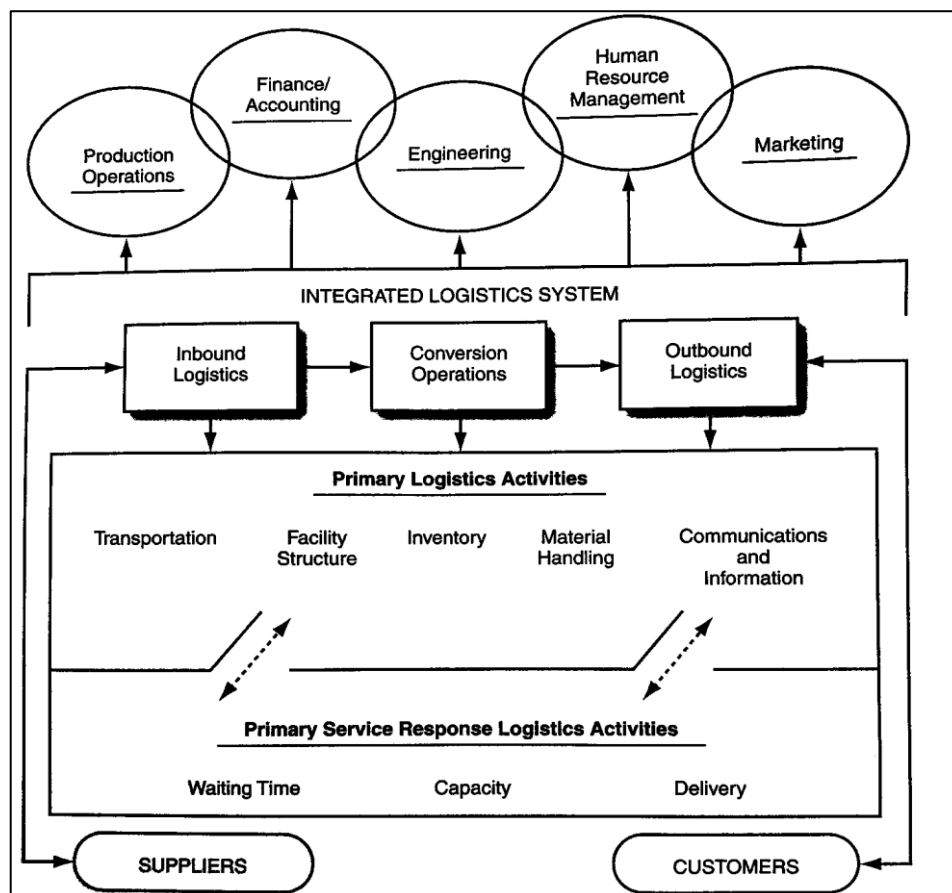 Finance/
Accounting
Human
Resource
Management
Production
Operations
Engineering
Marketing
INTEGRATED LOGISTICS SYSTEM
Inbound
Logistics
Conversion
Operations
Outbound
Logistics
Primary Logistics Activities
Transportation
Facility
Structure
Inventory
Material
Handling
Communications
and
Information
Primary Service Response Logistics Activities
Waiting Time
Capacity
Delivery
SUPPLIERS
CUSTOMERS